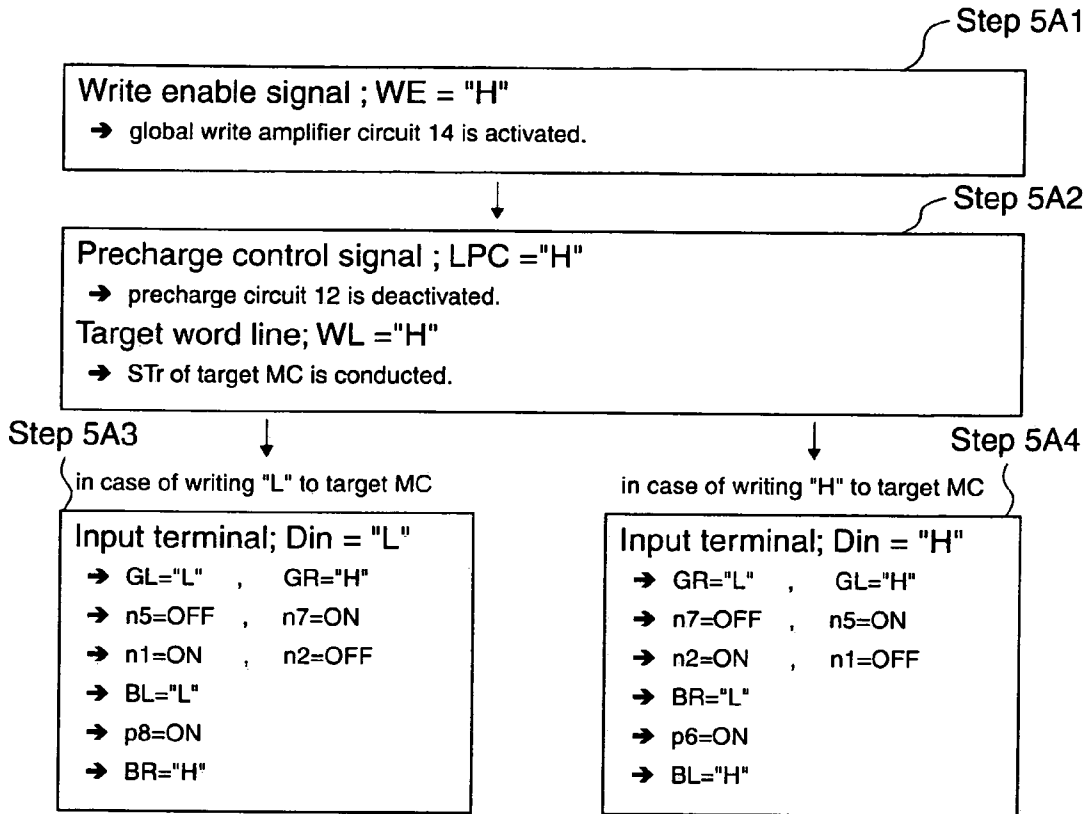 Step 5A1
Write enable signal ; WE = "H"
➔ global write amplifier circuit 14 is activated.
Step 5A2
Precharge control signal ; LPC ="H"
➔ precharge circuit 12 is deactivated.
Target word line; WL ="H"
➔ STr of target MC is conducted.
Step 5A3
in case of writing "L" to target MC
Input terminal; Din = "L"
➔ GL="L" , GR="H"
➔ n5=OFF , n7=ON
➔ n1=ON , n2=OFF
➔ BL="L"
➔ p8=ON
➔ BR="H"
Step 5A4
in case of writing "H" to target MC
Input terminal; Din = "H"
➔ GR="L" , GL="H"
➔ n7=OFF , n5=ON
➔ n2=ON , n1=OFF
➔ BR="L"
➔ p6=ON
➔ BL="H"